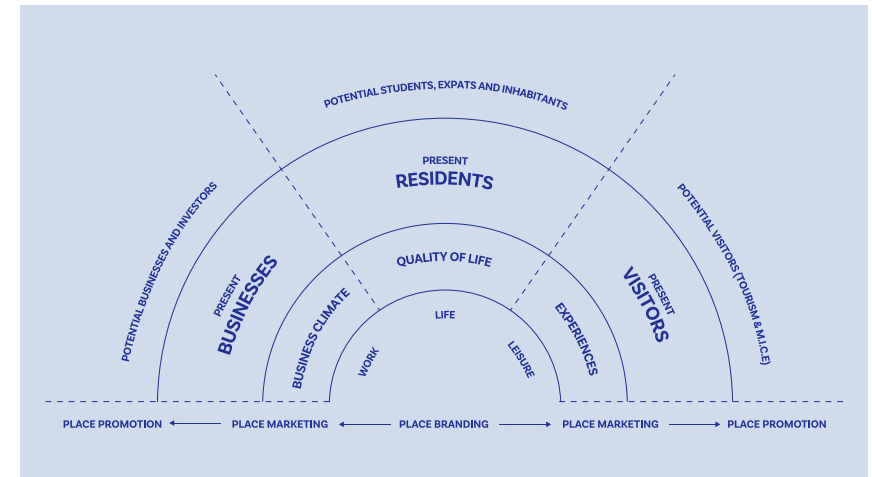 POTENTIAL STUDENTS, EXPATS AND INHABITANTS
PRESENT
RESIDENTS
QUALITY OF LIFE
LIFE
POTENTIAL BUSINESSES AND INVESTORS
PRESENT
BUSINESSES
BUSINESS CLIMATE
WORK
LEISURE
EXPERIENCES
PRESENT
VISITORS
POTENTIAL VISITORS (TOURISM & M.I.C.E)
PLACE PROMOTION
PLACE MARKETING
PLACE BRANDING
PLACE MARKETING
PLACE PROMOTION